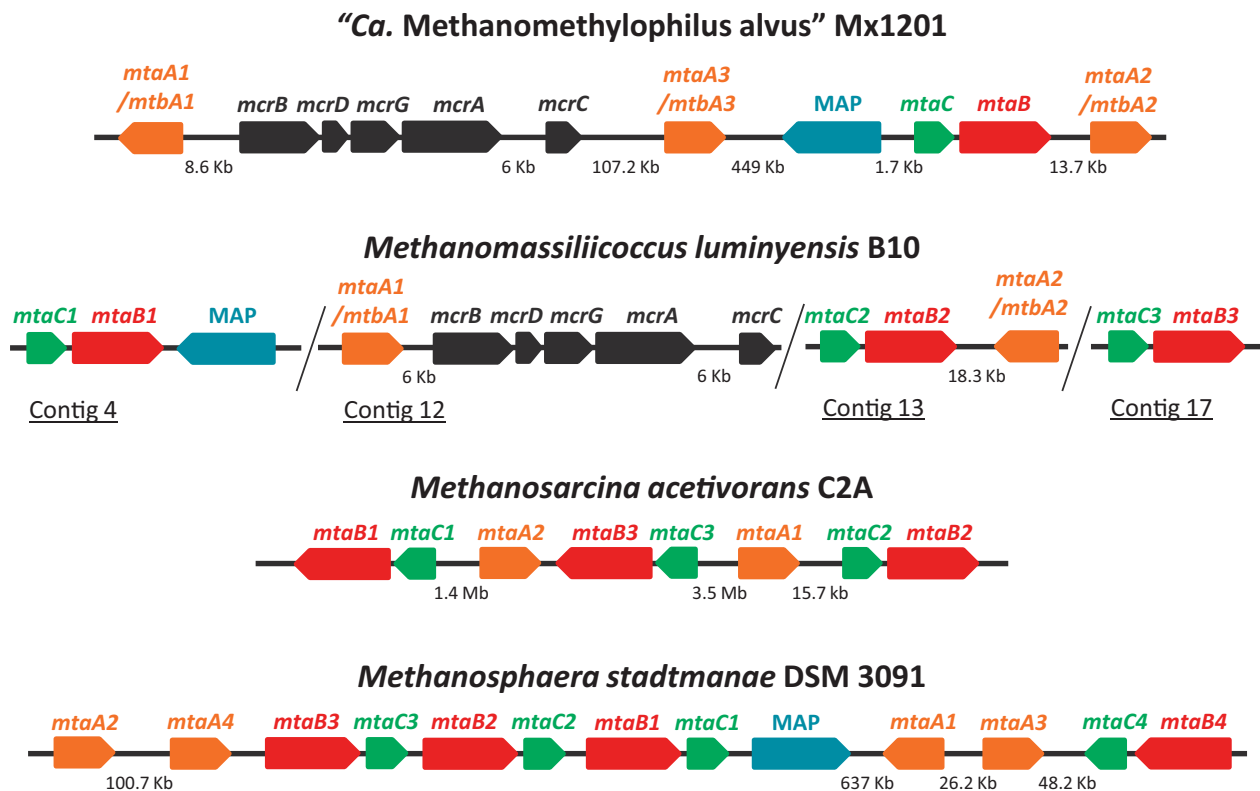 “Ca. Methanomethylophilus alvus” Mx1201
mtaA1 /mtbA1 mcrB mcrD mcrG mcrA mcrC mtaA3 /mtbA3 MAP mtaC mtaB mtaA2 /mtbA2
8.6 Kb 6 Kb 107.2 Kb 449 Kb 1.7 Kb 13.7 Kb
Methanomassiliicoccus luminyensis B10
mtaC1 mtaB1 MAP mtaA1 /mtbA1 mcrB mcrD mcrG mcrA mcrC mtaC2 mtaB2 mtaA2 /mtbA2 mtaC3 mtaB3
6 Kb 6 Kb 18.3 Kb
Contig 4 Contig 12 Contig 13 Contig 17
Methanosarcina acetivorans C2A
mtaB1 mtaC1 mtaA2 mtaB3 mtaC3 mtaA1 mtaC2 mtaB2
1.4 Mb 3.5 Mb 15.7 kb
Methanosphaera stadtmanae DSM 3091
mtaA2 mtaA4 mtaB3 mtaC3 mtaB2 mtaC2 mtaB1 mtaC1 MAP mtaA1 mtaA3 mtaC4 mtaB4
100.7 Kb 637 Kb 26.2 Kb 48.2 Kb